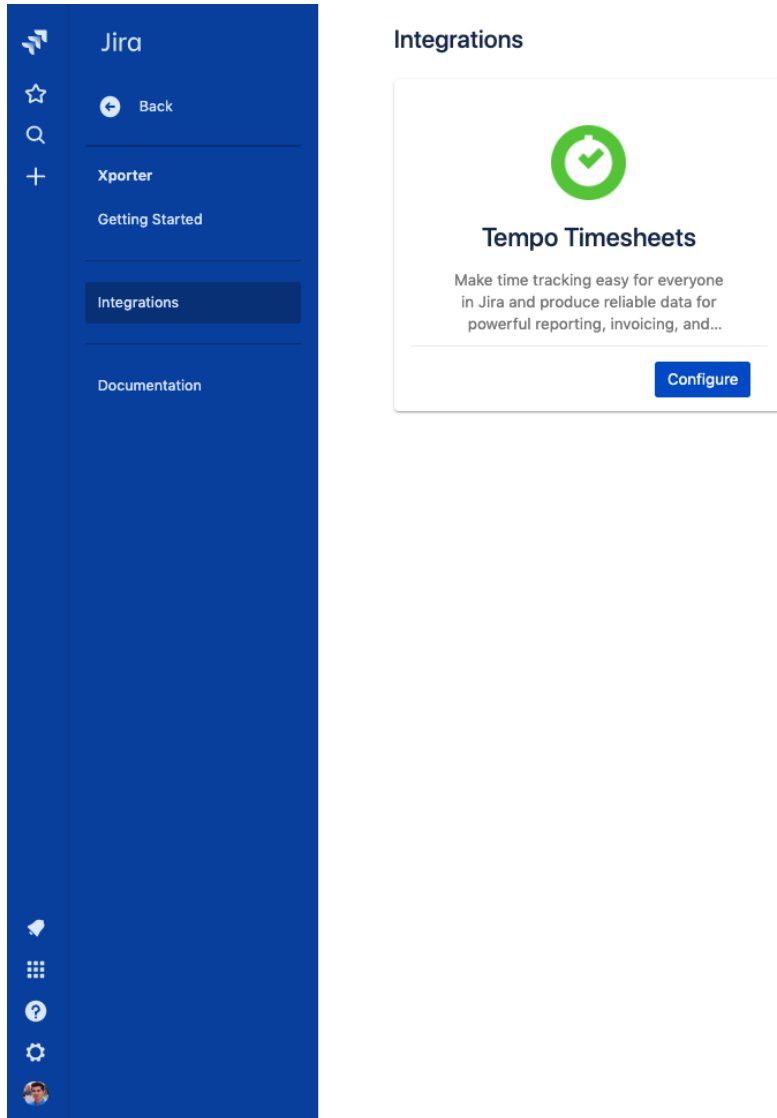 Jira
Back
Xporter
Getting Started
Integrations
Documentation
Integrations
Tempo Timesheets
Make time tracking easy for everyone
in Jira and produce reliable data for
powerful reporting, invoicing, and...
Configure